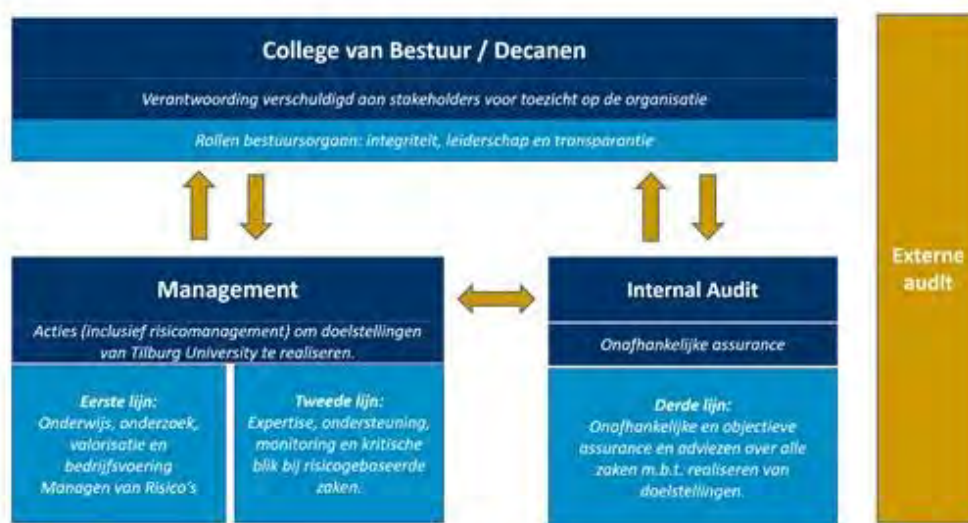 College van Bestuur / Decanen
Verantwoording verschuldigd aan stakeholders voor toezicht op de organisatie
Rollen bestuursorgaan: integriteit, leiderschap en transparantie
Management
Acties (inclusief risicomanagement) om doelstellingen
van Tilburg University te realiseren.
Eerste lijn:
Onderwijs, onderzoek,
valorisatie en
bedrijfsvoering
Managen van Risico's
Tweede lijn:
Expertise, ondersteuning,
monitoring en kritische
blik bij risicogebaseerde
zaken.
Internal Audit
Onafhankelijke assurance
Derde lijn:
Onafhankelijke en objectieve
assurance en adviezen over alle
zaken m.b.t. realiseren van
doelstellingen.
Externe
audit